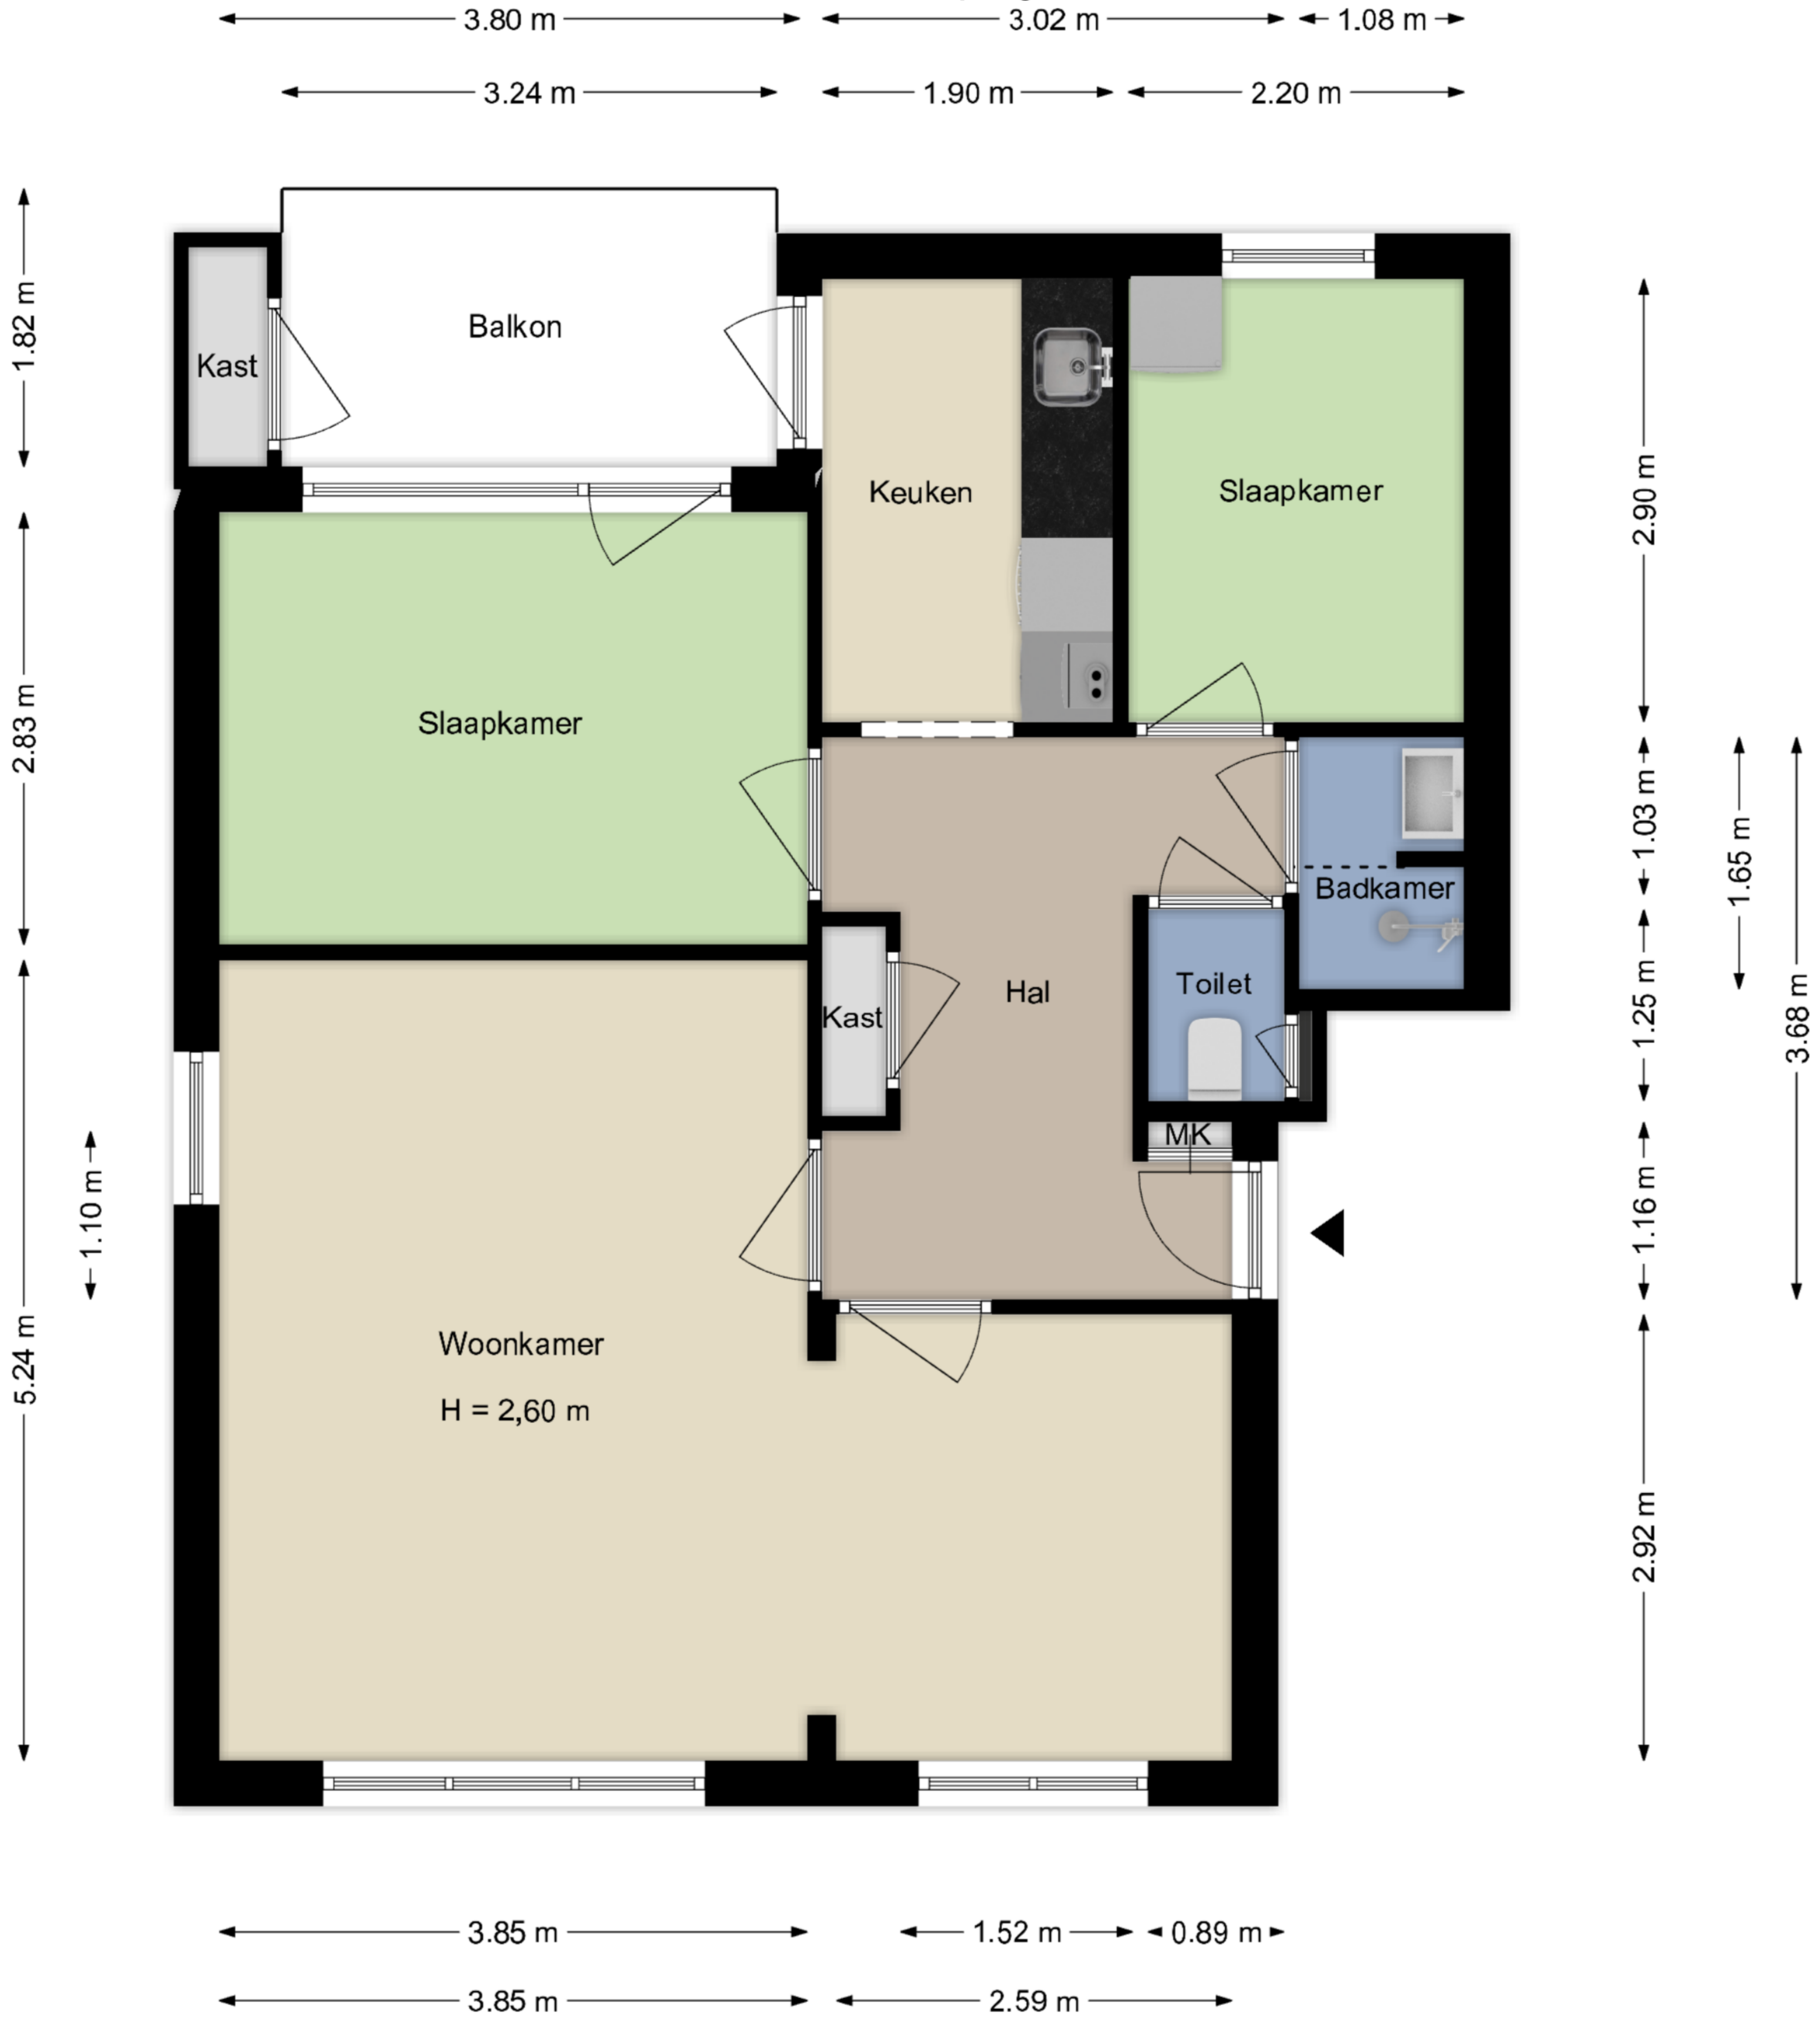 3.80 m
3.02 m
1.08 m
3.24 m
1.90 m
2.20 m
1.82 m
Kast
Balkon
Keuken
Slaapkamer
2.90 m
Slaapkamer
2.83 m
1.03 m
1.65 m
Badkamer
Toilet
Hal
Kast
1.25 m
3.68 m
MK
1.10 m
1.16 m
5.24 m
Woonkamer
H = 2,60 m
2.92 m
3.85 m
1.52 m
0.89 m
3.85 m
2.59 m